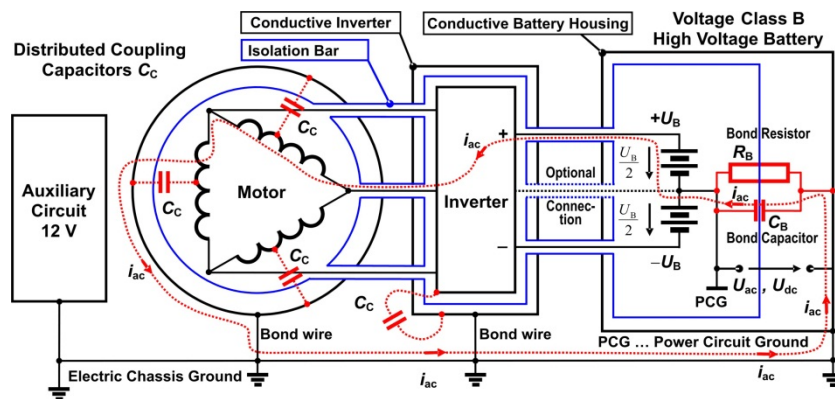 Distributed Coupling
Capacitors CC
Conductive Inverter
Isolation Bar
Conductive Battery Housing
Voltage Class B
High Voltage Battery
Auxiliary
Circuit
12 V
CC
CC
Motor
CC
iac
CC
Bond wire
iac
+
Inverter
−
Bond wire
Optional
Connec-
tion
+UB
UB
2
UB
2
−UB
Bond Resistor
RB
iac
CB
Bond Capacitor
PCG
Uac , Udc
iac
PCG ... Power Circuit Ground
Electric Chassis Ground
iac
iac